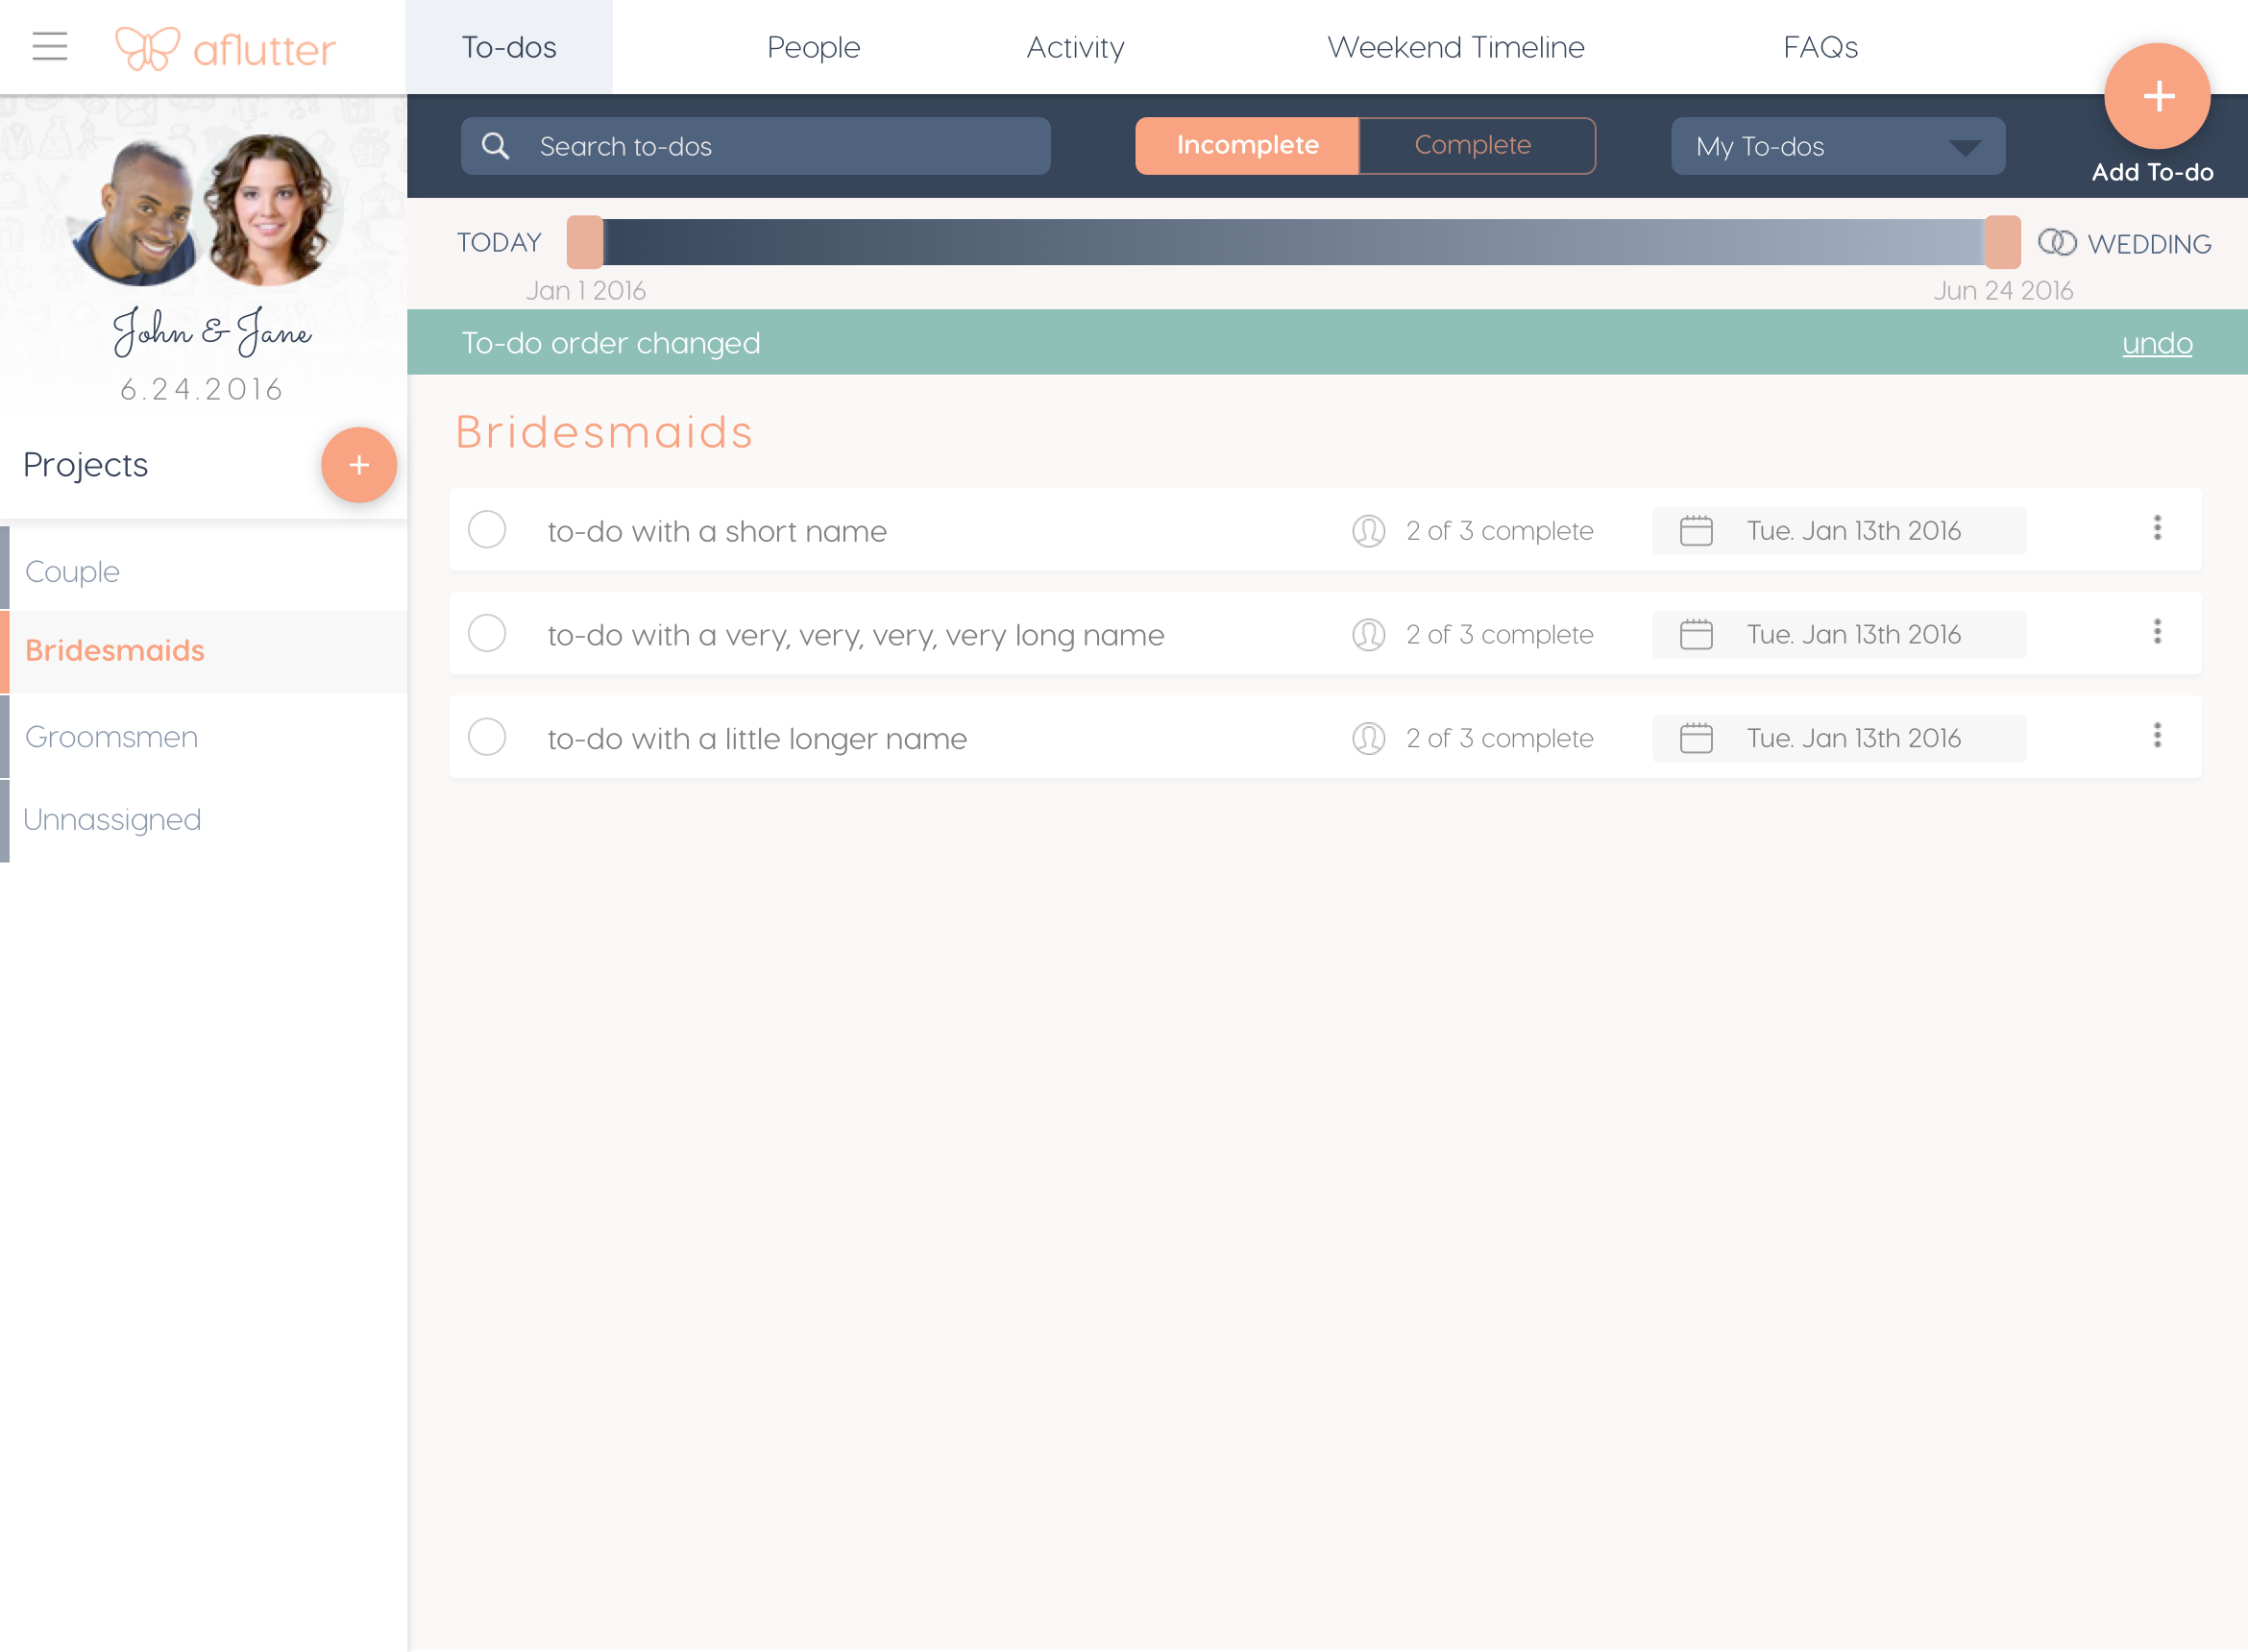 aflutter
To-dos
People
Activity
Weekend Timeline
FAQs
Search to-dos
Incomplete
Complete
My To-dos
Add To-do
TODAY
WEDDING
Jan 1 2016
Jun 24 2016
To-do order changed
undo
John & Jane
6.24.2016
Projects
Couple
Bridesmaids
Groomsmen
Unnassigned
Bridesmaids
to-do with a short name
2 of 3 complete
Tue. Jan 13th 2016
to-do with a very, very, very, very long name
2 of 3 complete
Tue. Jan 13th 2016
to-do with a little longer name
2 of 3 complete
Tue. Jan 13th 2016